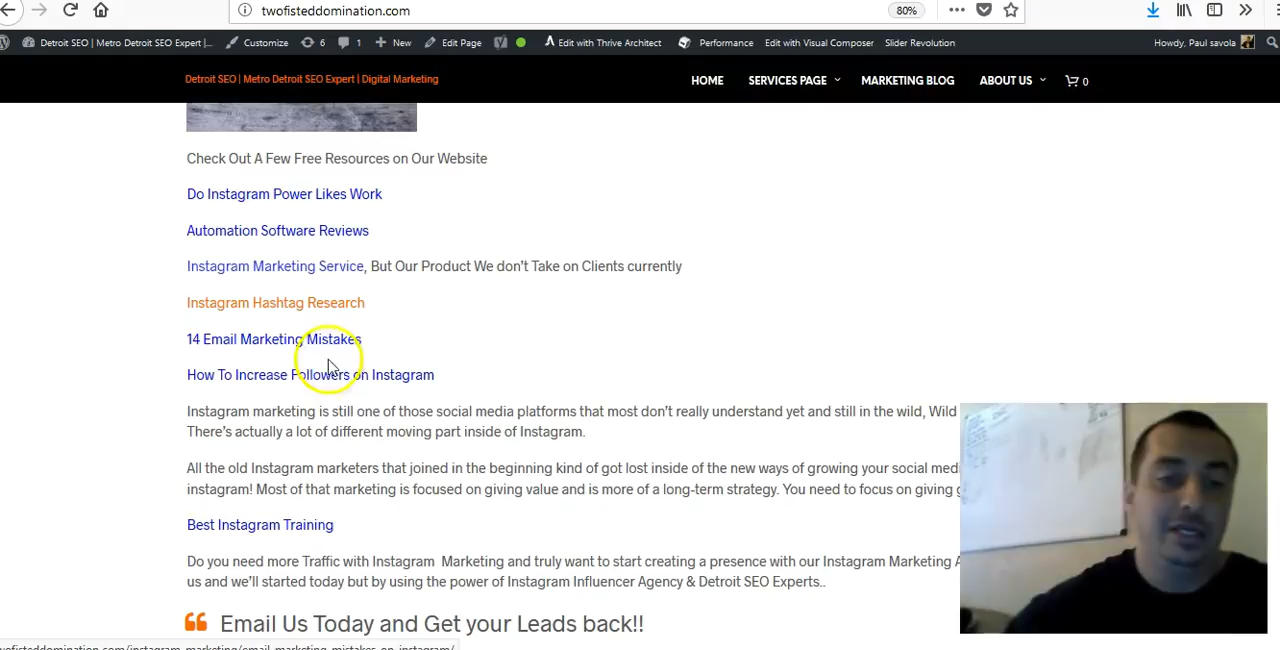 twofisteddomination.com
80%
Detroit SEO | Metro Detroit SEO Expert |...
Customize
6
1
New
Edit Page
Edit with Thrive Architect
Performance
Edit with Visual Composer
Slider Revolution
Howdy, Paul savola
Detroit SEO | Metro Detroit SEO Expert | Digital Marketing
HOME
SERVICES PAGE
MARKETING BLOG
ABOUT US
0
Check Out A Few Free Resources on Our Website
Do Instagram Power Likes Work
Automation Software Reviews
Instagram Marketing Service, But Our Product We don't Take on Clients currently
Instagram Hashtag Research
14 Email Marketing Mistakes
How To Increase Followers on Instagram
Instagram marketing is still one of those social media platforms that most don't really understand yet and still in the wild, Wild
There's actually a lot of different moving part inside of Instagram.
All the old Instagram marketers that joined in the beginning kind of got lost inside of the new ways of growing your social medi
instagram! Most of that marketing is focused on giving value and is more of a long-term strategy. You need to focus on giving g
Best Instagram Training
Do you need more Traffic with Instagram Marketing and truly want to start creating a presence with our Instagram Marketing A
us and we'll started today but by using the power of Instagram Influencer Agency & Detroit SEO Experts..
Email Us Today and Get your Leads back!!
wofisteddomination.com/instagram-marketing/email-marketing-mistakes-on-instagram/